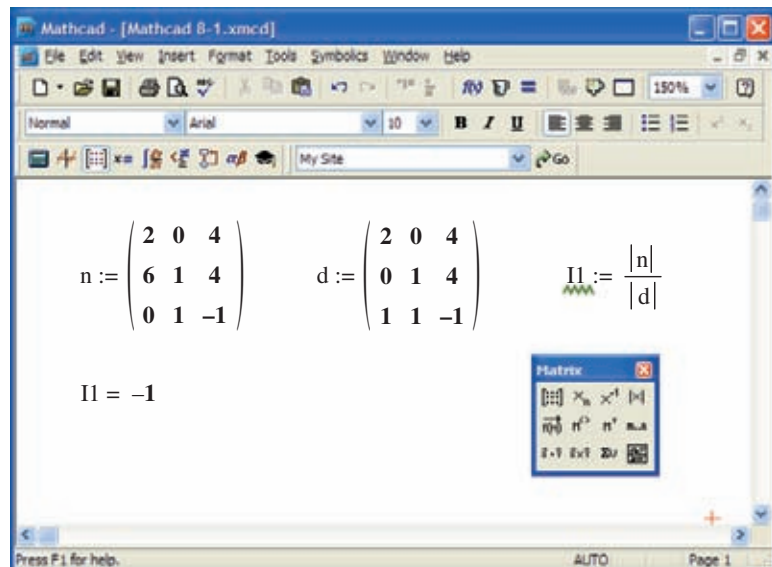 Mathcad - [Mathcad 8-1.xmcd]
File Edit View Insert Format Tools Symbolics Window Help
150%
Normal Arial 10 B I U
My Site Go
n := ( 2 0 4 6 1 4 0 1 –1 ) d := ( 2 0 4 0 1 4 1 1 –1 ) I1 := |n| / |d|
I1 = –1
Matrix
Press F1 for help. AUTO Page 1